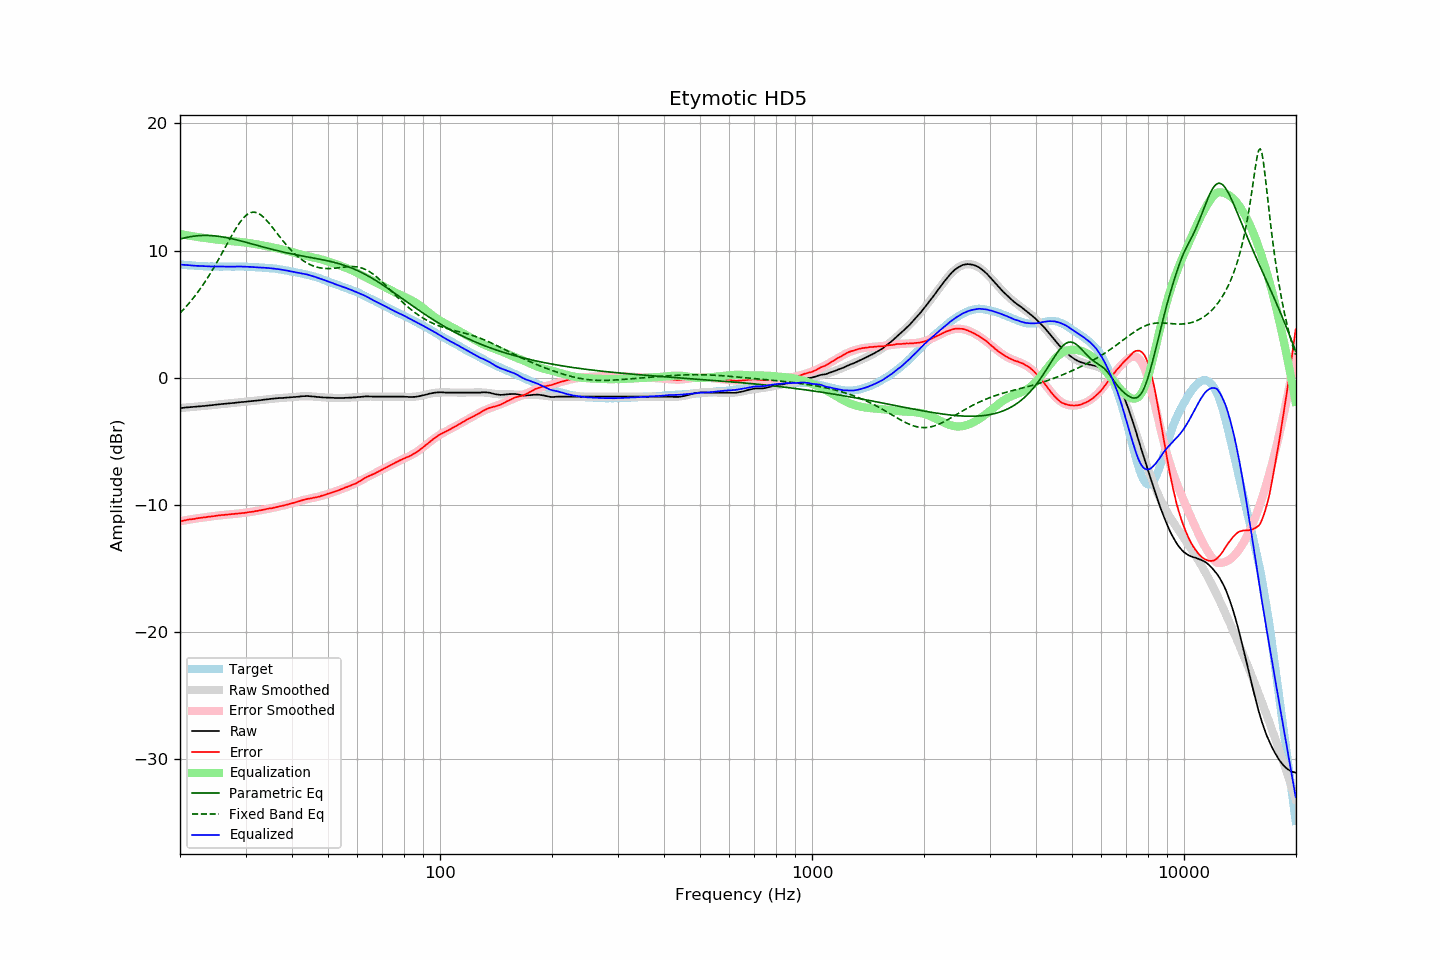 Etymotic HD5
20
10
0
−10
−20
−30
Amplitude (dBr)
Target
Raw Smoothed
Error Smoothed
Raw
Error
Equalization
Parametric Eq
Fixed Band Eq
Equalized
100
1000
10000
Frequency (Hz)